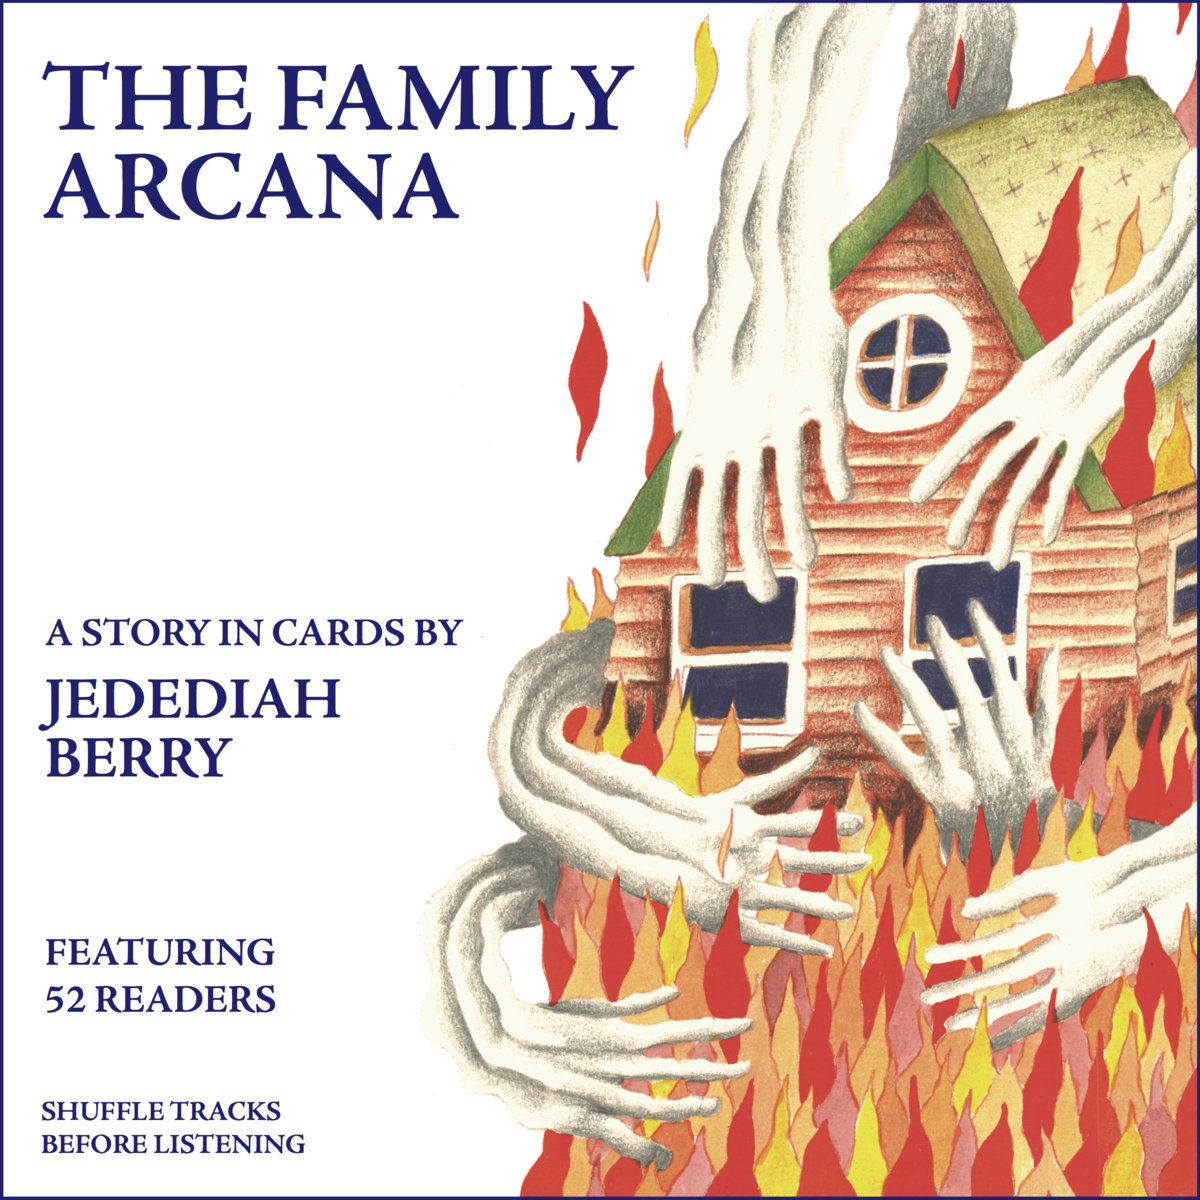 THE FAMILY
ARCANA
A STORY IN CARDS BY
JEDEDIAH
BERRY
FEATURING
52 READERS
SHUFFLE TRACKS
BEFORE LISTENING